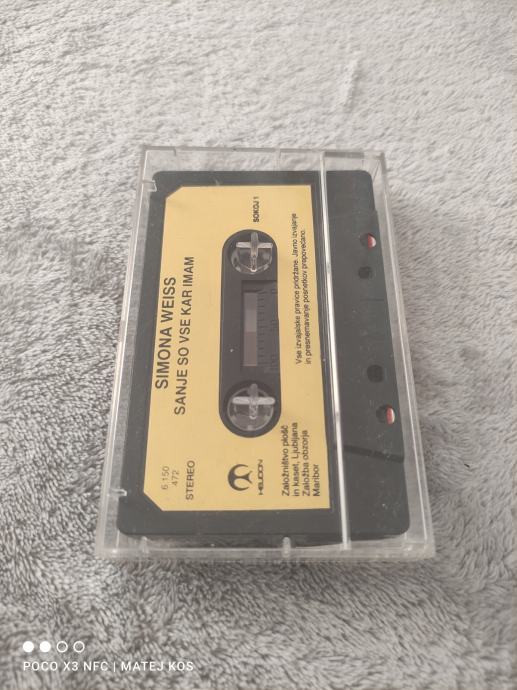 SIMONA WEISS
SANJE SO VSE KAR IMAM
6.150
472
STEREO
SOKOJ 1
HELIDON
Založništvo plošč
in kaset, Ljubljana
Založba obzorja
Maribor
Vse izvajalske pravice pridržane. Javno izvajanje
in presnemavanje posnetkov prepovedano.
POCO X3 NFC | MATEJ KOS